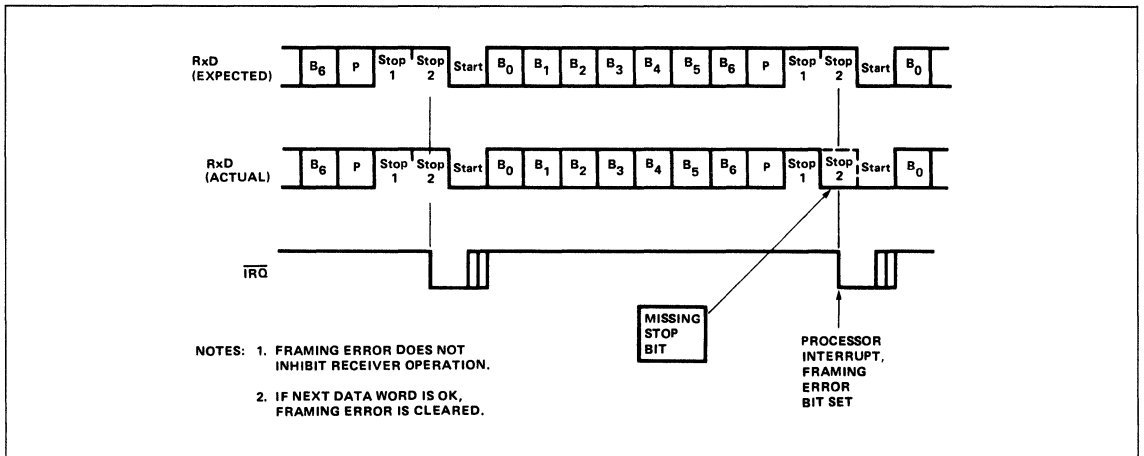 RxD
(EXPECTED)
B6 P Stop 1 Stop 2 Start B0 B1 B2 B3 B4 B5 B6 P Stop 1 Stop 2 Start B0
RxD
(ACTUAL)
B6 P Stop 1 Stop 2 Start B0 B1 B2 B3 B4 B5 B6 P Stop 1 Stop 2 Start B0
IRQ
MISSING
STOP
BIT
PROCESSOR
INTERRUPT,
FRAMING
ERROR
BIT SET
NOTES: 1. FRAMING ERROR DOES NOT
INHIBIT RECEIVER OPERATION.
2. IF NEXT DATA WORD IS OK,
FRAMING ERROR IS CLEARED.